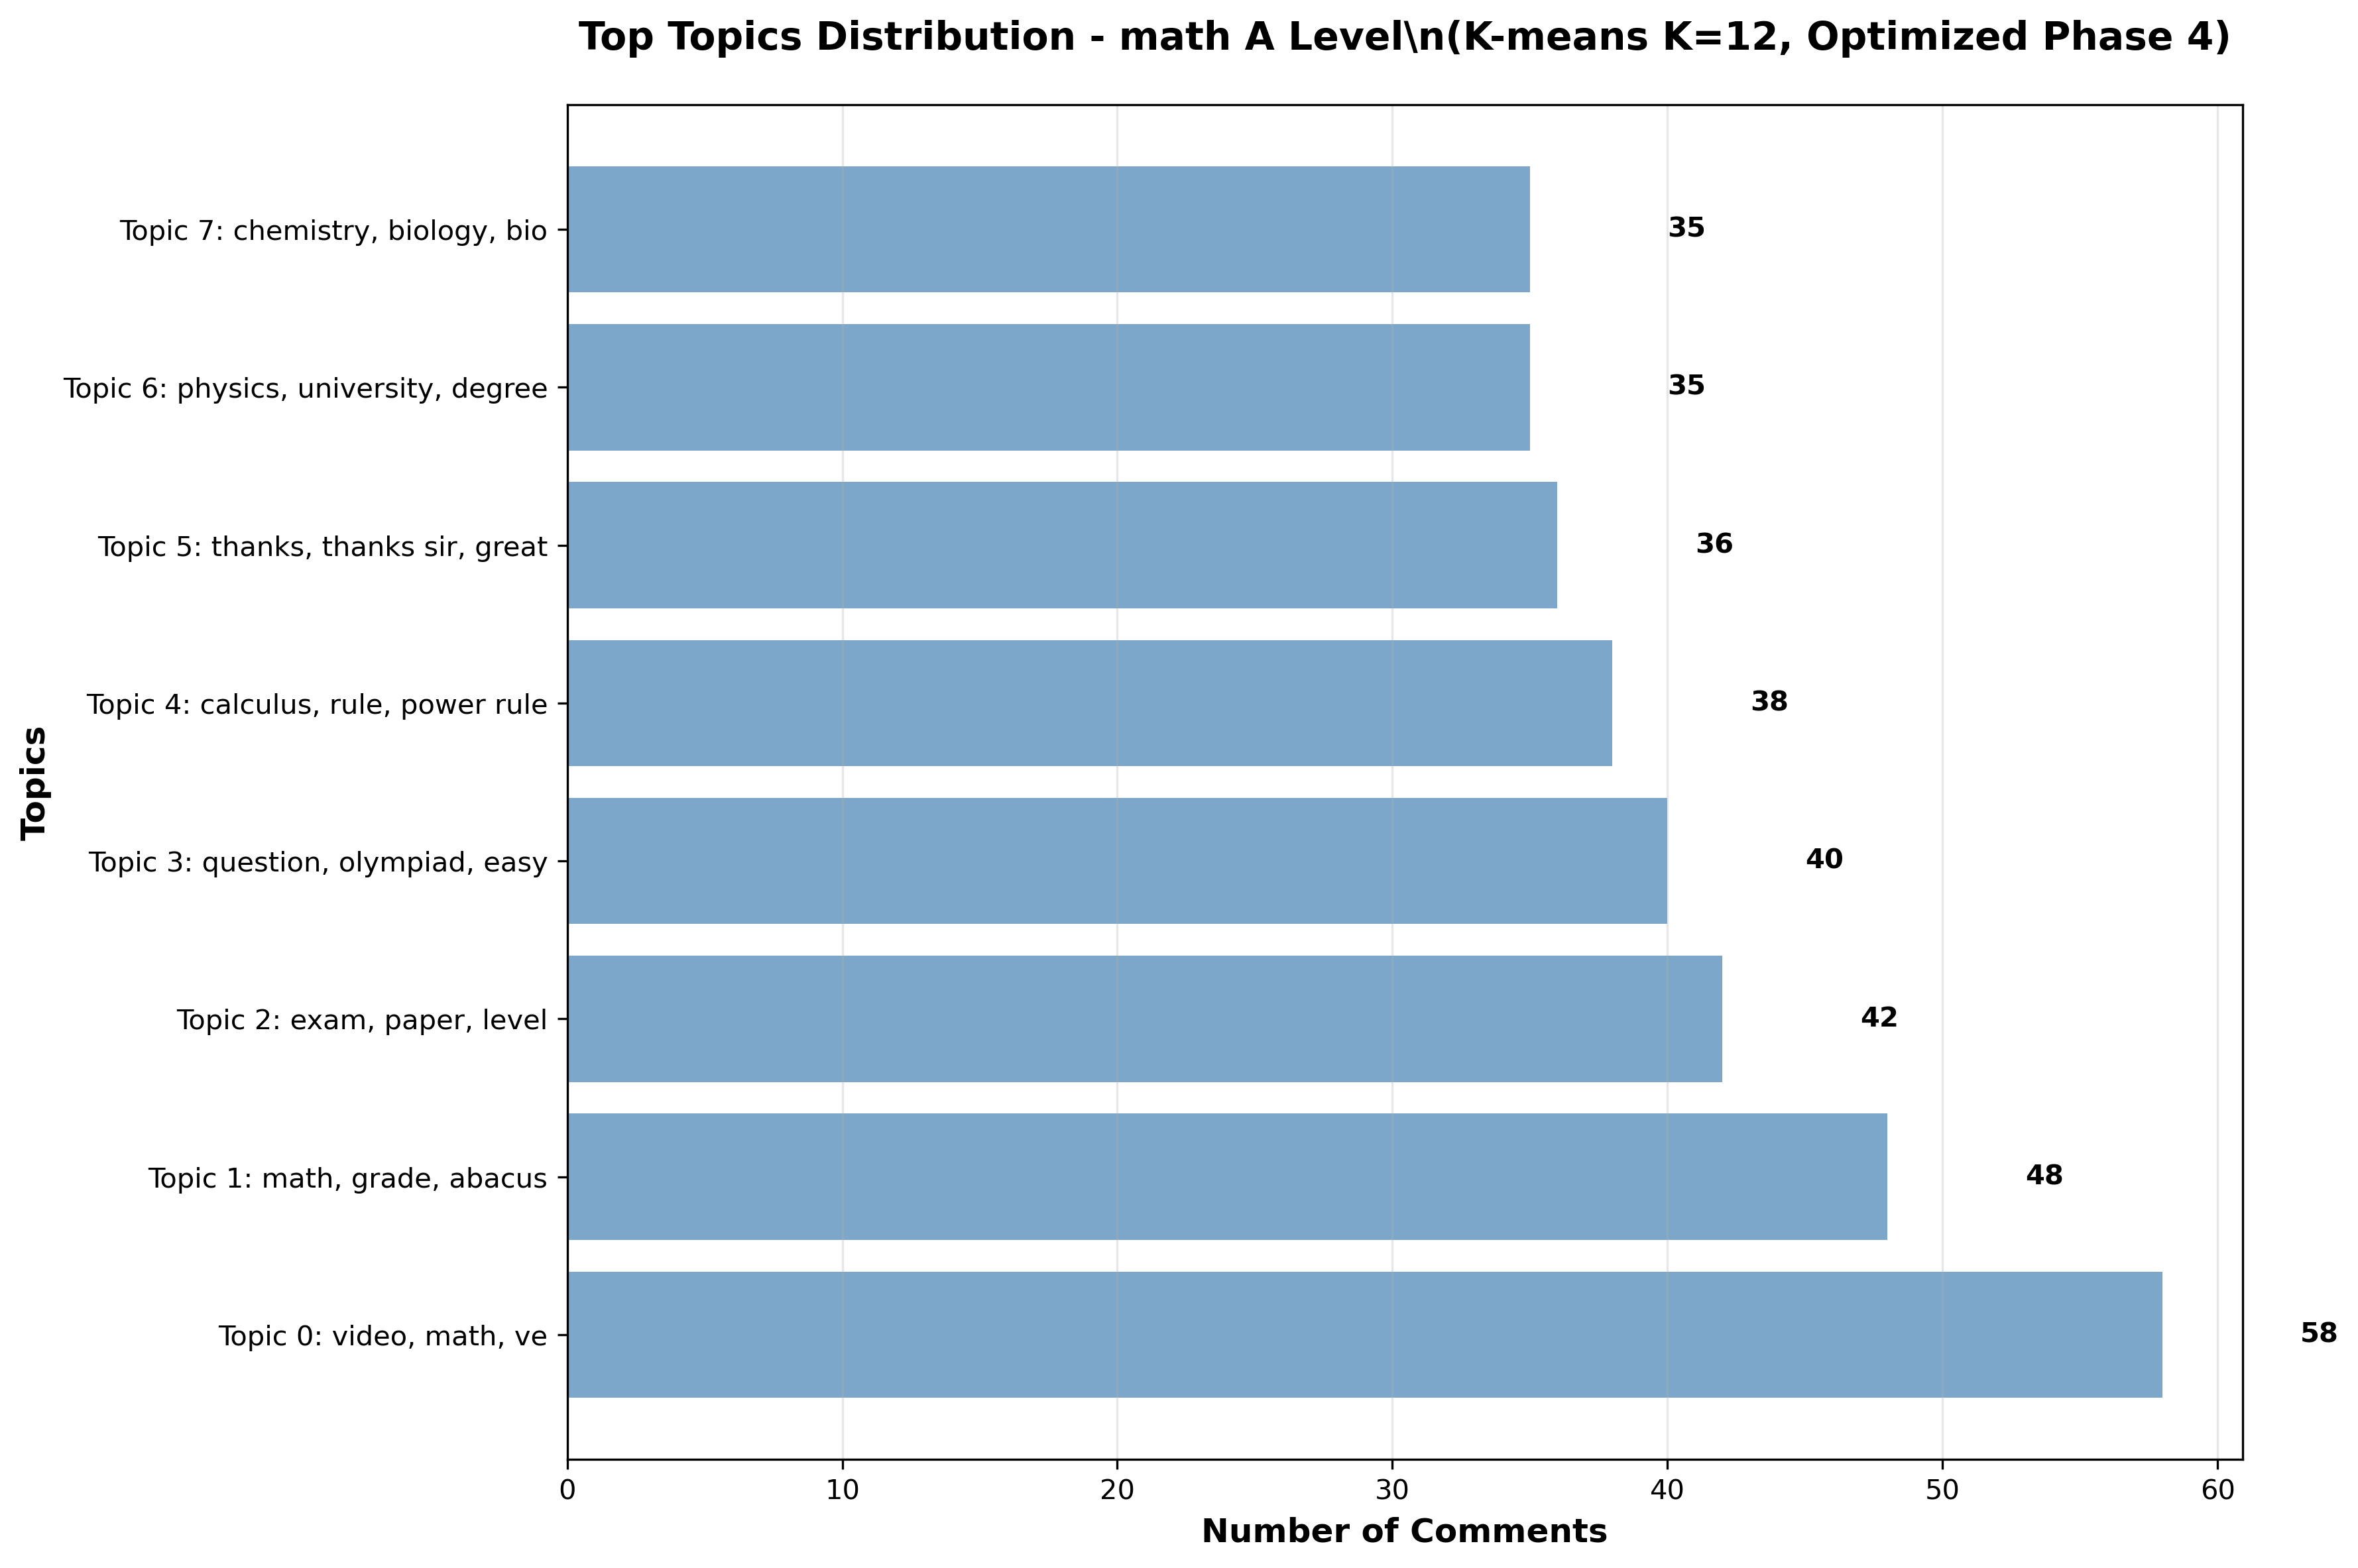 Top Topics Distribution - math A Level\n(K-means K=12, Optimized Phase 4)
Topic 7: chemistry, biology, bio
35
Topic 6: physics, university, degree
35
Topic 5: thanks, thanks sir, great
36
Topic 4: calculus, rule, power rule
38
Topics
Topic 3: question, olympiad, easy
40
Topic 2: exam, paper, level
42
Topic 1: math, grade, abacus
48
Topic 0: video, math, ve
58
0 10 20 30 40 50 60
Number of Comments